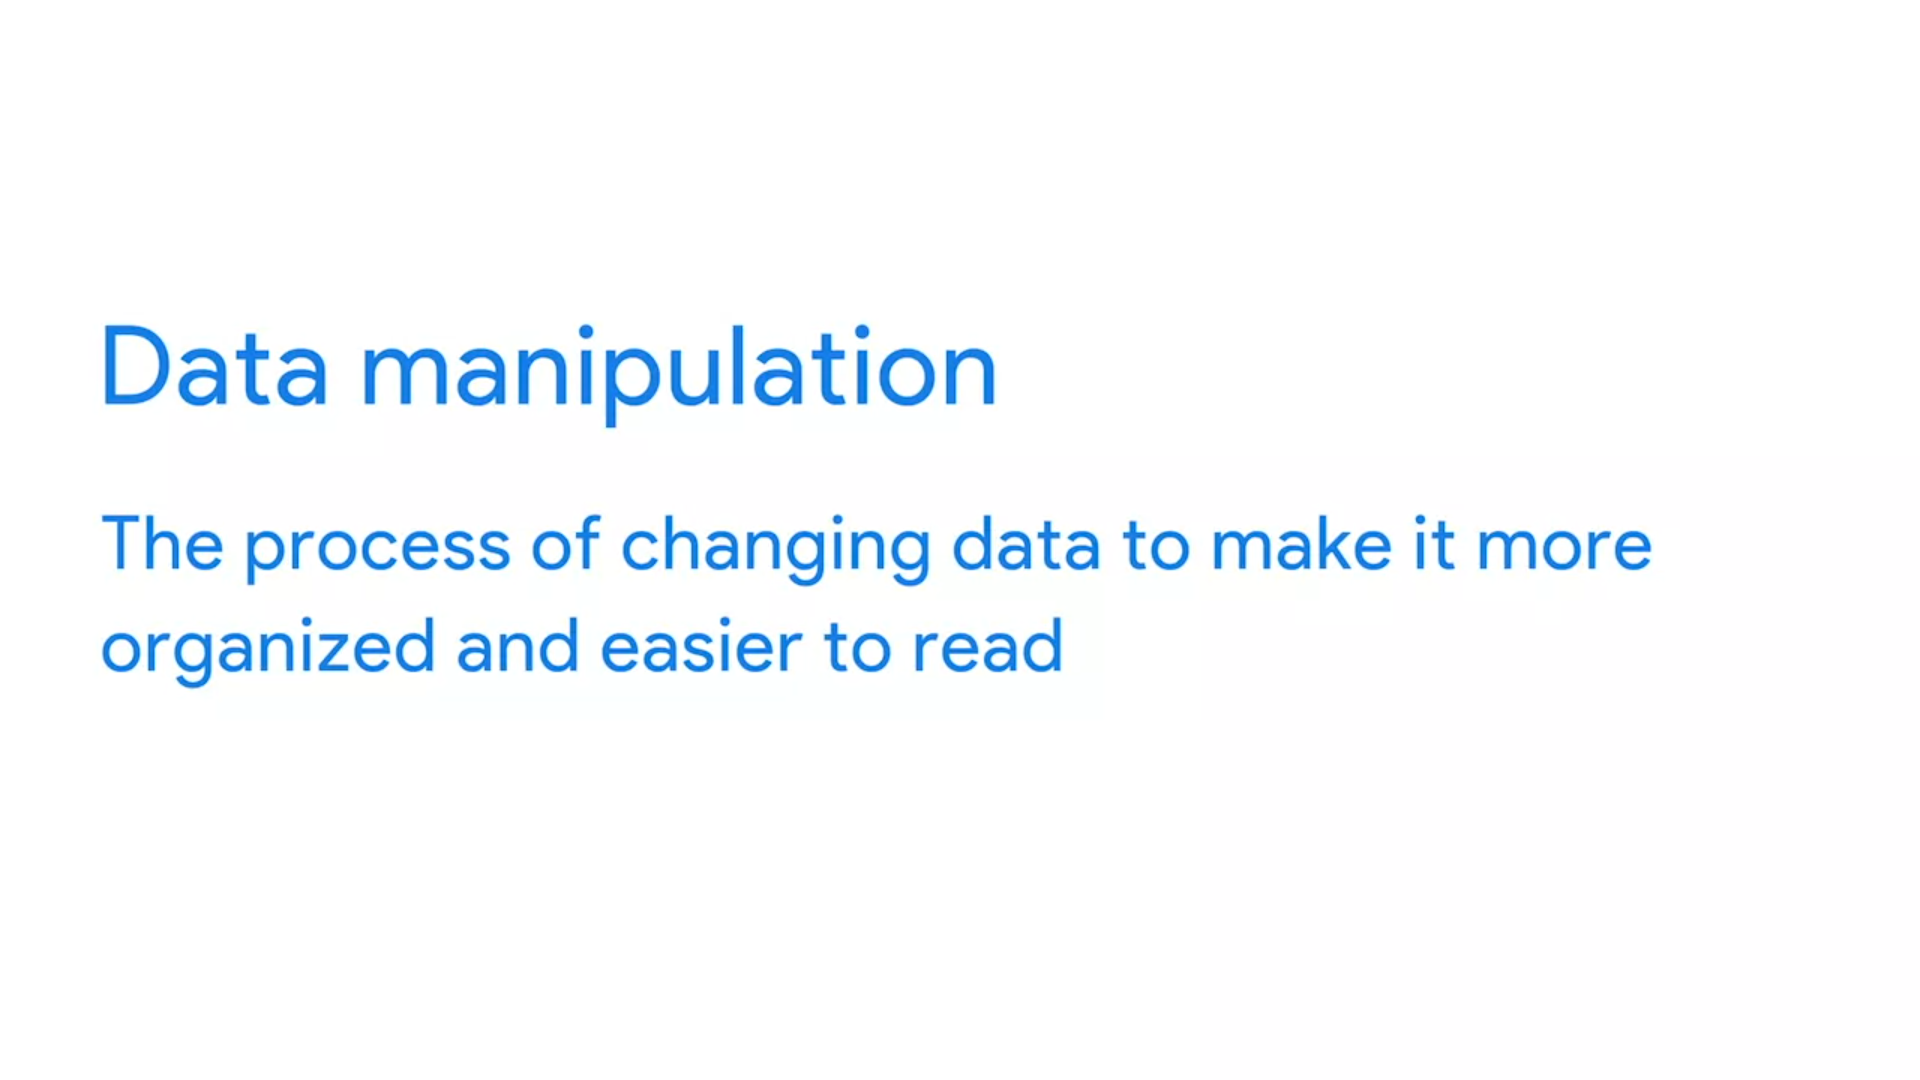 Data manipulation
The process of changing data to make it more
organized and easier to read